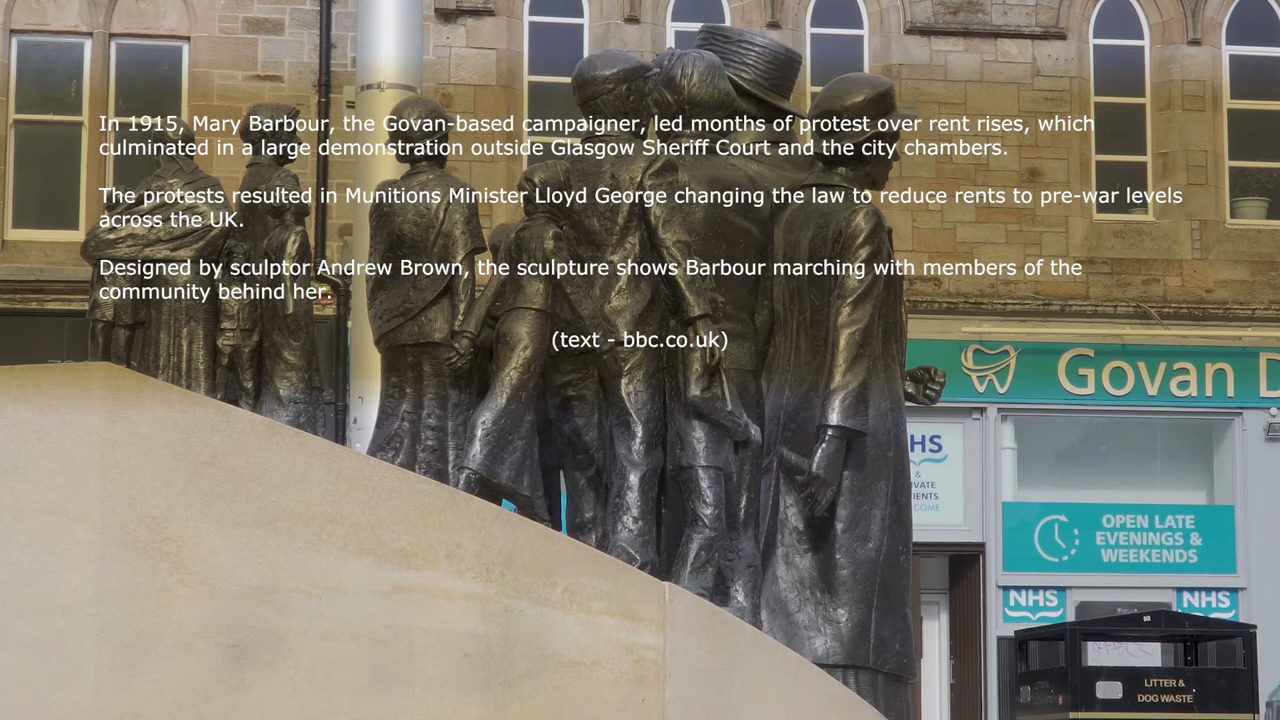 In 1915, Mary Barbour, the Govan-based campaigner, led months of protest over rent rises, which
culminated in a large demonstration outside Glasgow Sheriff Court and the city chambers.
The protests resulted in Munitions Minister Lloyd George changing the law to reduce rents to pre-war levels
across the UK.
Designed by sculptor Andrew Brown, the sculpture shows Barbour marching with members of the
community behind her.
(text - bbc.co.uk)
Govan D
HS
&
IVATE
IENTS
COME
OPEN LATE
EVENINGS &
WEEKENDS
NHS
NHS
LITTER &
DOG WASTE